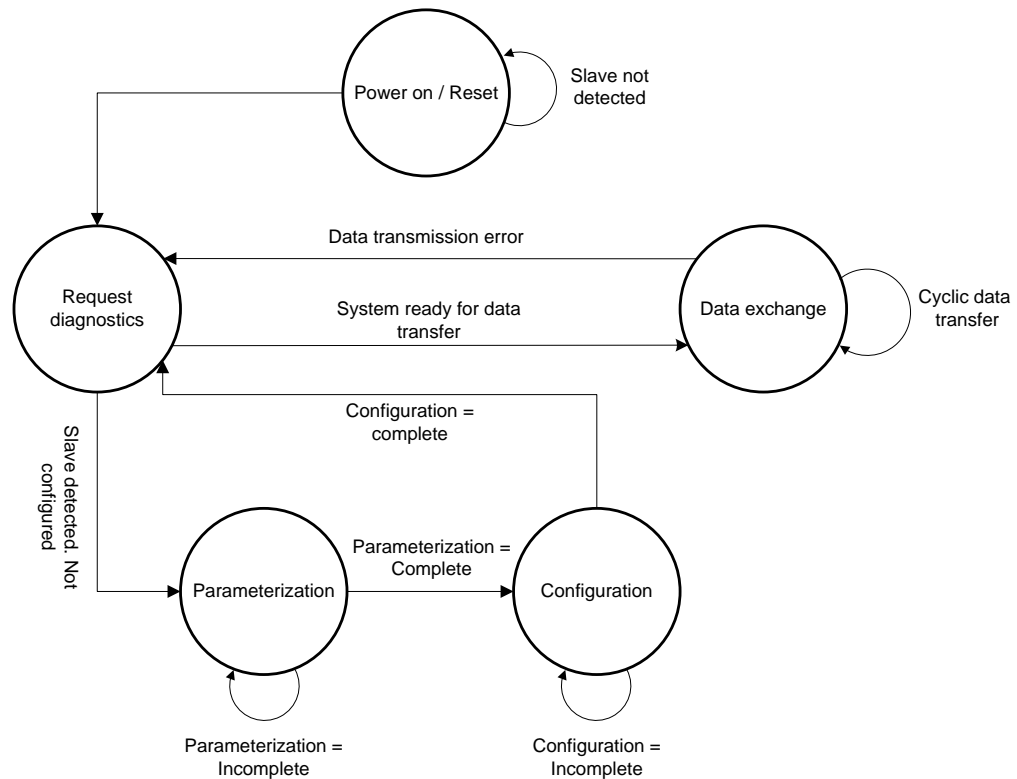 Power on / Reset
Slave not
detected
Data transmission error
Request
diagnostics
System ready for data
transfer
Data exchange
Cyclic data
transfer
Configuration =
complete
Slave detected. Not
configured
Parameterization =
Complete
Parameterization
Configuration
Parameterization =
Incomplete
Configuration =
Incomplete